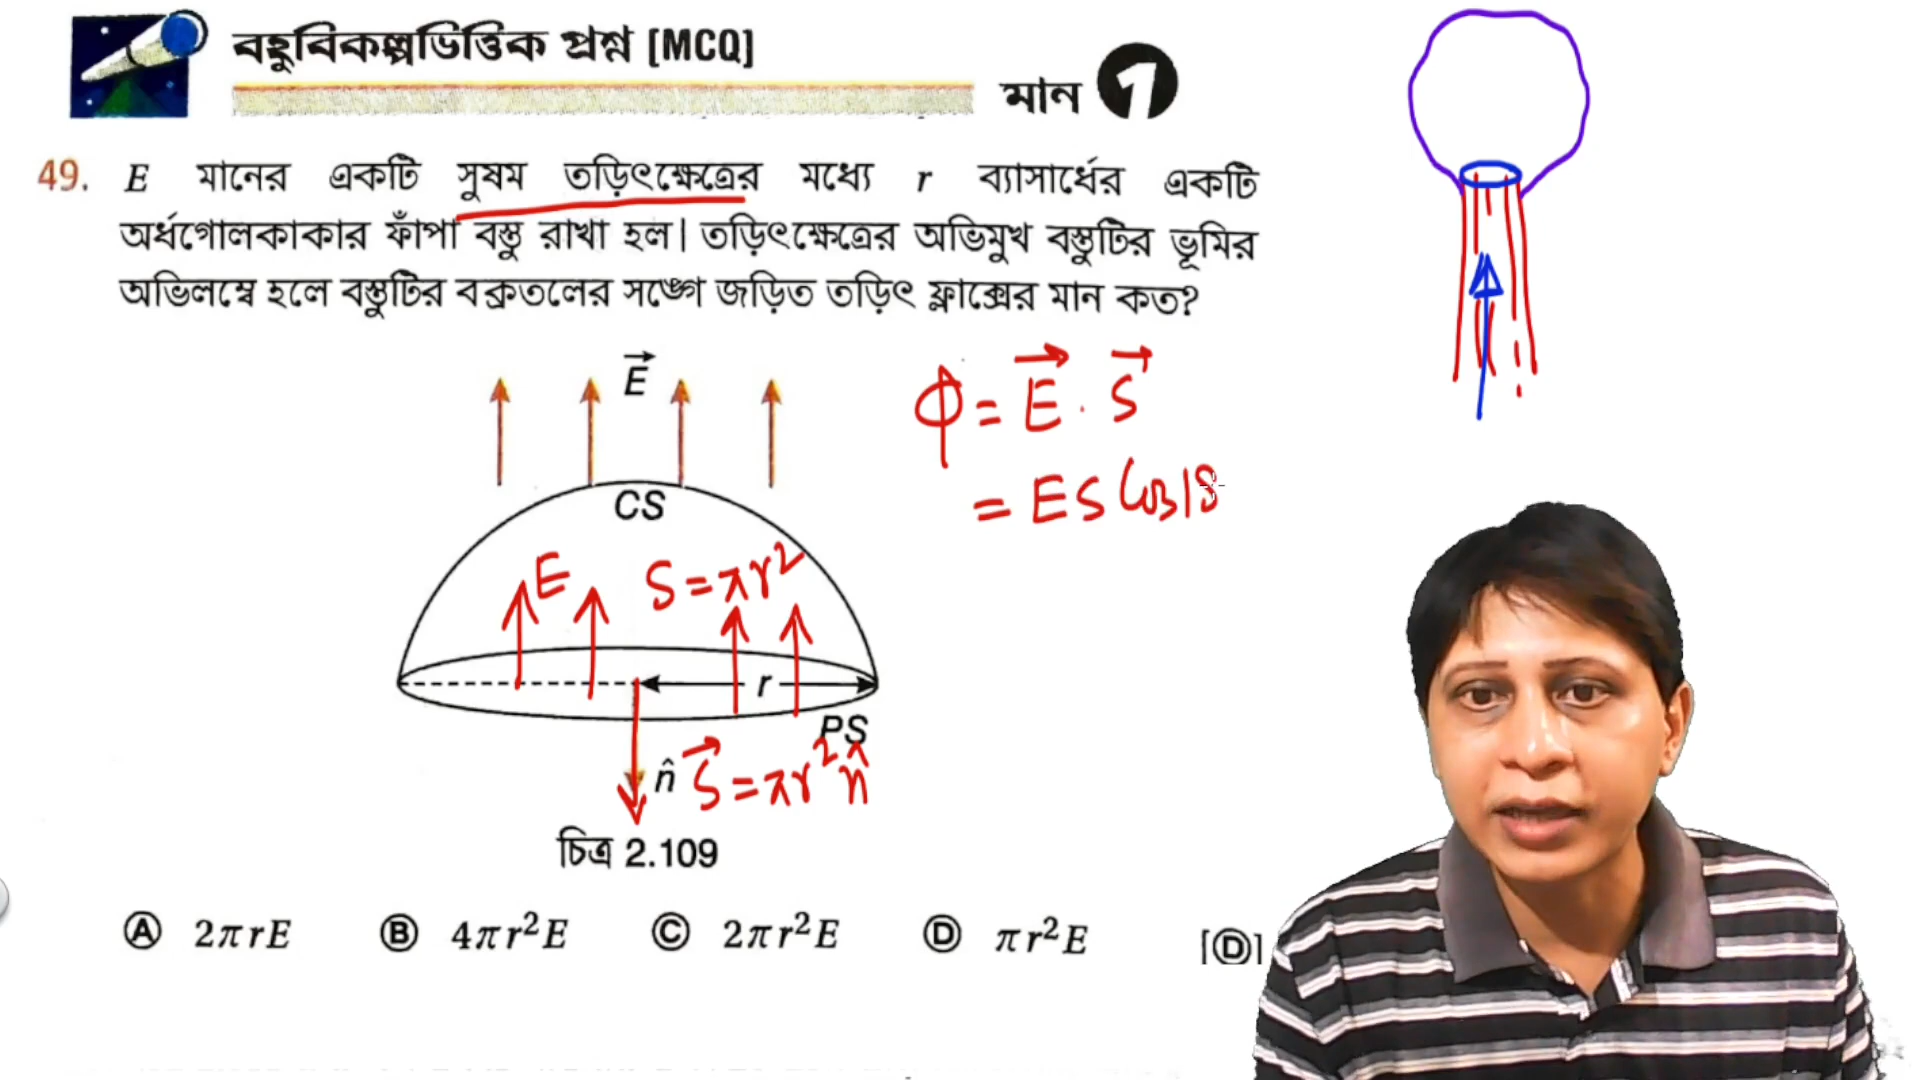 বহুবিকল্পভিত্তিক প্রশ্ন [MCQ]
মান 1
49. E মানের একটি সুষম তড়িৎক্ষেত্রের মধ্যে r ব্যাসার্ধের একটি
অর্ধগোলকাকার ফাঁপা বস্তু রাখা হল। তড়িৎক্ষেত্রের অভিমুখ বস্তুটির ভূমির
অভিলম্বে হলে বস্তুটির বক্রতলের সঙ্গে জড়িত তড়িৎ ফ্লাক্সের মান কত?
E⃗
ϕ = E⃗ . S⃗
CS
= ES Cos18
E S = πr²
r
PS
n̂ S⃗ = πr² n̂
চিত্র 2.109
Ⓐ 2πrE Ⓑ 4πr²E Ⓒ 2πr²E Ⓓ πr²E [Ⓓ]